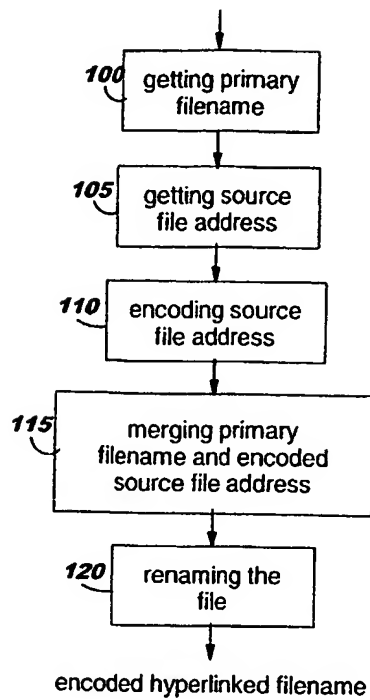 100
getting primary
filename
105
getting source
file address
110
encoding source
file address
115
merging primary
filename and encoded
source file address
120
renaming the
file
encoded hyperlinked filename